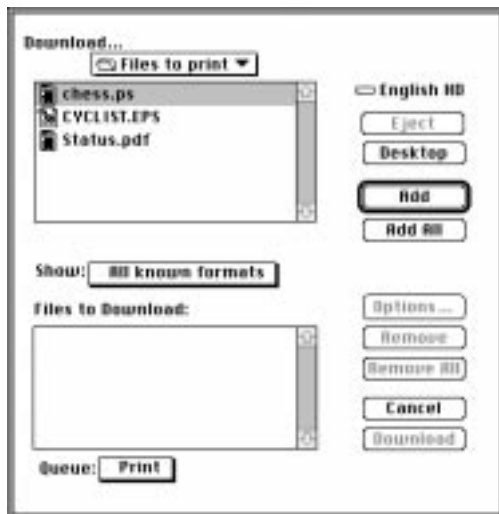 Download...
Files to print
chess.ps
CYCLIST.EPS
Status.pdf
English HD
Eject
Desktop
Add
Add All
Show: All known formats
Files to Download:
Options...
Remove
Remove All
Cancel
Download
Queue: Print